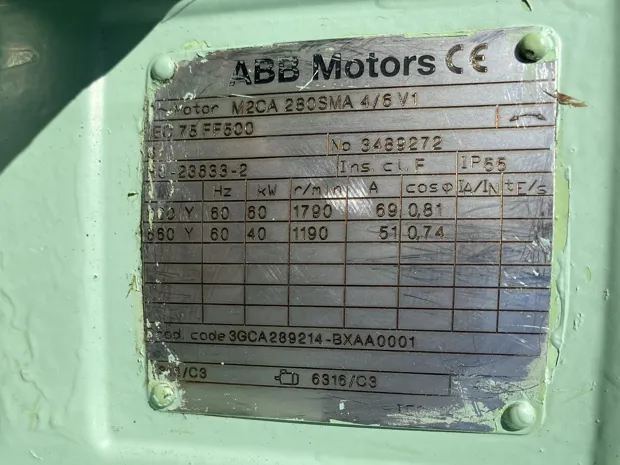 ABB Motors CE
Motor M2CA 280SMA 4/6 V1
IEC 75 FF500
No 3489272
-23833-2 Ins cl. F IP55
Hz kW r/min A cosφ IA/IN tE/s
Y 60 60 1790 69 0,81
660 Y 60 40 1190 51 0,74
Prod. code 3GCA289214-BXAA0001
/C3 6316/C3